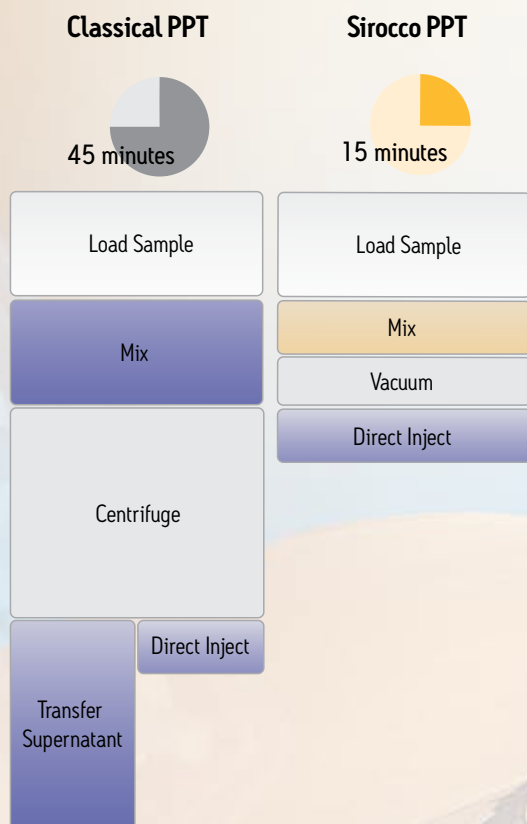 Classical PPT
45 minutes
Load Sample
Mix
Centrifuge
Direct Inject
Transfer
Supernatant
Sirocco PPT
15 minutes
Load Sample
Mix
Vacuum
Direct Inject